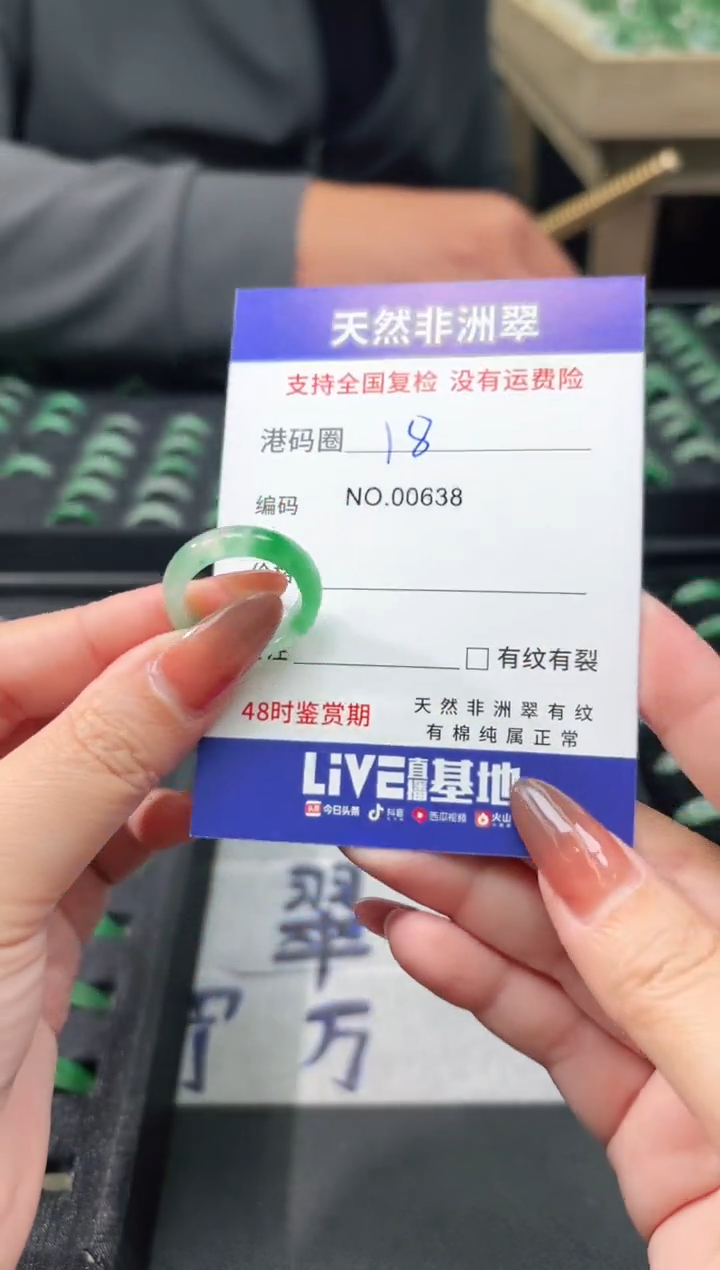 天然非洲翠
支持全国复检 没有运费险
港码圈 18
编码 NO.00638
有纹有裂
48时鉴赏期
天然非洲翠有纹
有棉纯属正常
LiVE直播基地
今日头条 抖音 西瓜视频 火山
翠
万